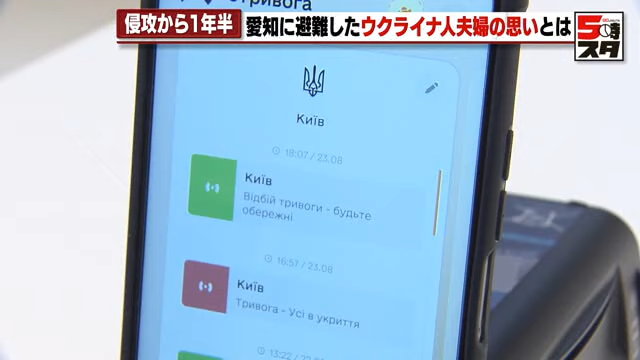 侵攻から1年半 愛知に避難したウクライナ人夫婦の思いとは
5時
スタ
тривога
Київ
18:07 / 23.08
Київ
Відбій тривоги - будьте
обережні
16:57 / 23.08
Київ
Тривога - Усі в укриття